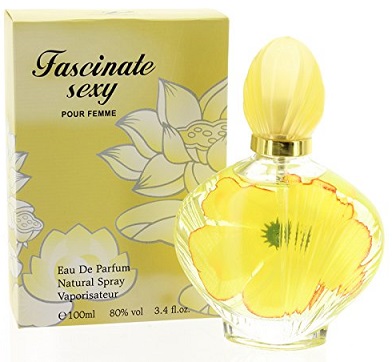 Fascinate
sexy
POUR FEMME
Eau De Parfum
Natural Spray
Vaporisateur
℮100ml 80% vol 3.4 fl.oz.